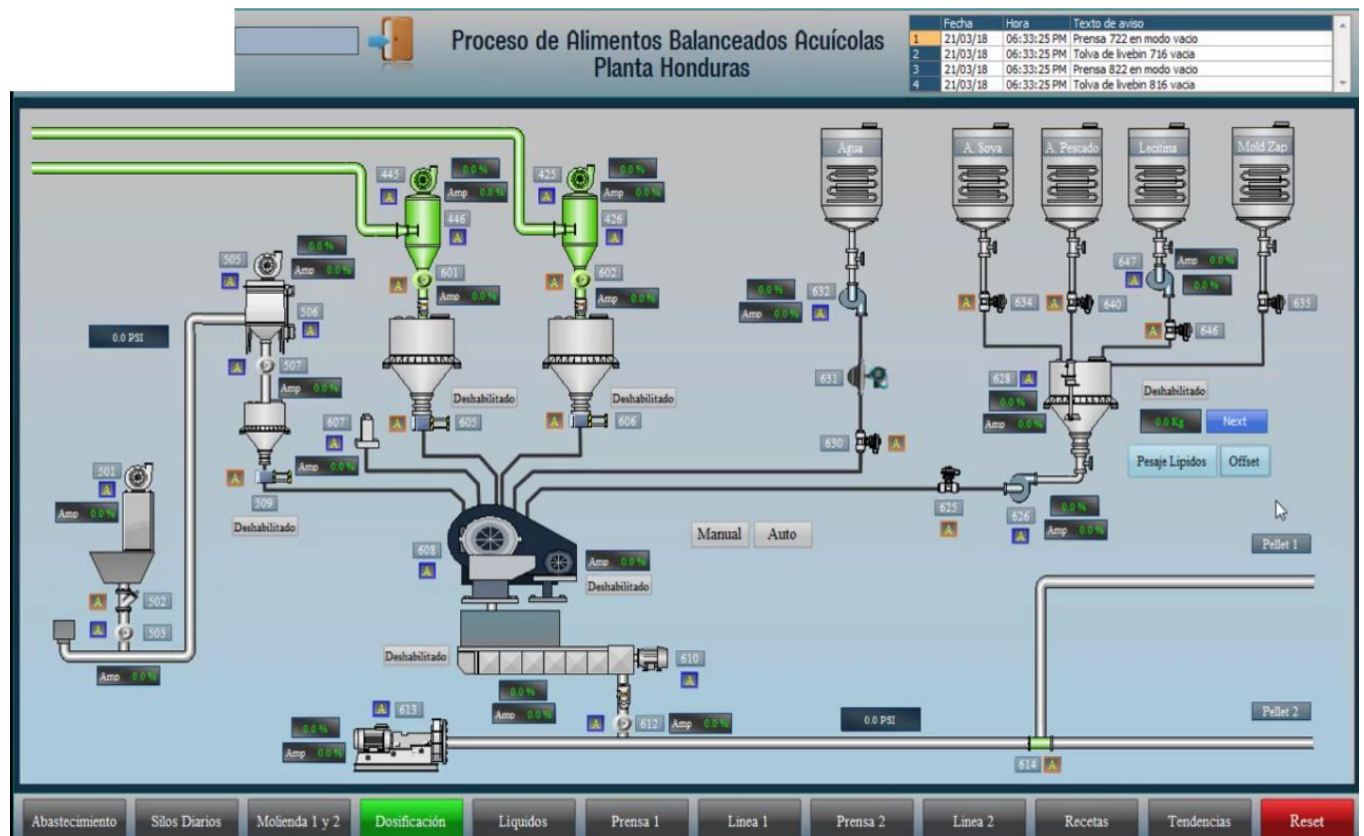 Proceso de Alimentos Balanceados Acuícolas
Planta Honduras
Fecha Hora Texto de aviso
1 21/03/18 06:33:25 PM Prensa 722 en modo vacio
2 21/03/18 06:33:25 PM Tolva de livebin 716 vacia
3 21/03/18 06:33:25 PM Prensa 822 en modo vacio
4 21/03/18 06:33:25 PM Tolva de livebin 816 vacia
Agua
A. Soya
A. Pescado
Lecitina
Mold Zap
445
A
0.0 %
Amp 0.0 %
446
A
425
A
0.0 %
Amp 0.0 %
426
A
505
A
0.0 %
Amp 0.0 %
506
A
0.0 PSI
A
507
Amp 0.0 %
A
601
Amp 0.0 %
A
602
Amp 0.0 %
Deshabilitado
A
605
Deshabilitado
A
606
607
A
Amp 0.0 %
A
509
Deshabilitado
501
A
Amp 0.0 %
A
502
A
503
Amp 0.0 %
0.0 %
Amp 0.0 %
632
A
631
630
A
A
634
A
640
647
A
Amp 0.0 %
0.0 %
A
646
635
628
A
0.0 %
Amp 0.0 %
Deshabilitado
0.0 Kg
Next
Pesaje Lipidos
Offset
625
A
626
A
0.0 %
Amp 0.0 %
Manual
Auto
608
A
Amp 0.0 %
Deshabilitado
Deshabilitado
610
A
0.0 %
Amp 0.0 %
A
612
Amp 0.0 %
A
613
0.0 %
Amp 0.0 %
0.0 PSI
614
A
Pellet 1
Pellet 2
Abastecimiento
Silos Diarios
Molienda 1 y 2
Dosificación
Liquidos
Prensa 1
Linea 1
Prensa 2
Linea 2
Recetas
Tendencias
Reset